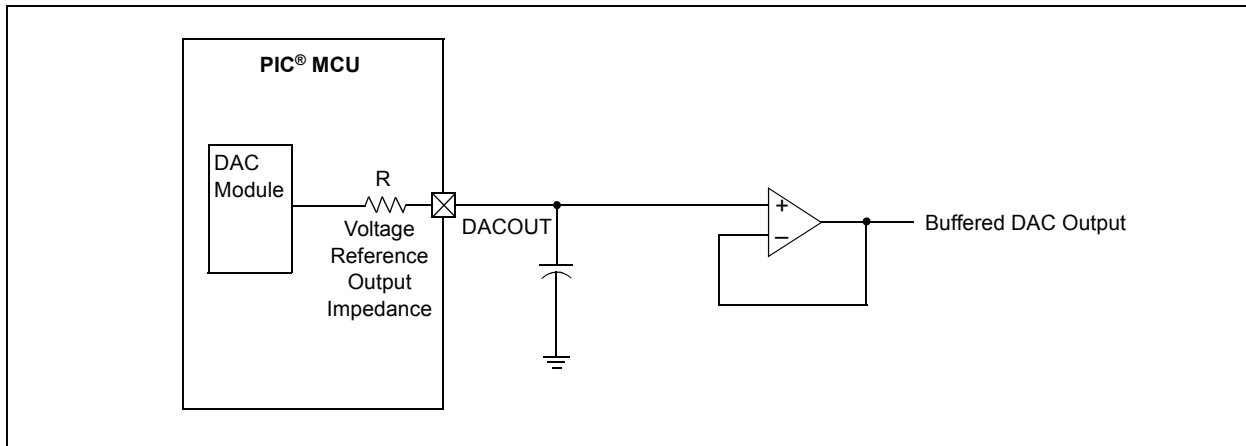 PIC® MCU
DAC
Module
R
Voltage
Reference
Output
Impedance
DACOUT
+
–
Buffered DAC Output